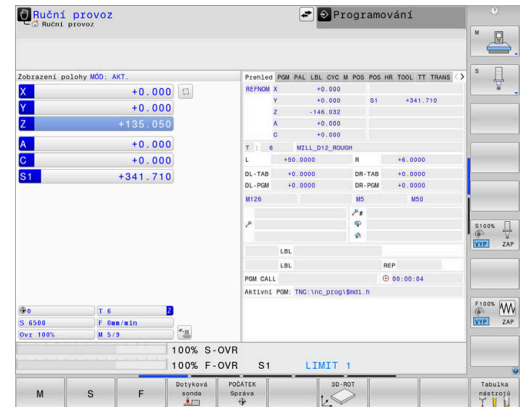 Ruční provoz
Ruční provoz
Programování
Zobrazení polohy MÓD: AKT.
X +0.000
Y +0.000
Z +135.050
A +0.000
C +0.000
S1 +341.710
Přehled PGM PAL LBL CYC M POS POS HR TOOL TT TRANS
REFNOM X +0.000
Y +0.000 S1 +341.710
Z -146.032
A +0.000
C +0.000
T : 6 MILL_D12_ROUGH
L +50.0000 R +6.0000
DL-TAB +0.0000 DR-TAB +0.0000
DL-PGM +0.0000 DR-PGM +0.0000
M126 M5 M50
LBL
LBL REP
PGM CALL 00:00:04
Aktivní PGM: TNC:\nc_prog\$mdi.h
0 T 6 Z
S 6500 F 0mm/min
Ovr 100% M 5/9
100% S-OVR
100% F-OVR S1 LIMIT 1
M
S
S100%
VYP ZAP
F100%
VYP ZAP
M
S
F
Dotyková sonda
POČÁTEK Správa
3D-ROT
Tabulka nástrojů